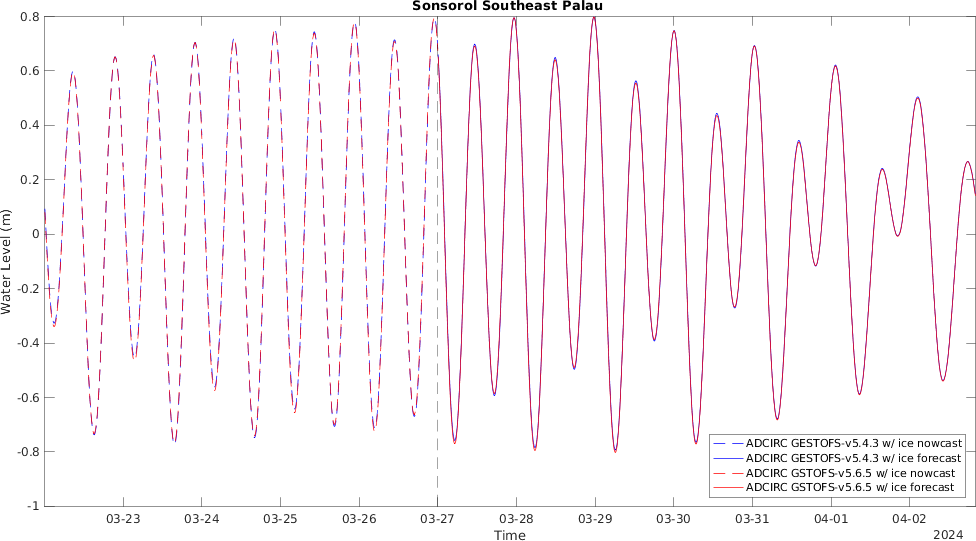 Sonsorol Southeast Palau
Water Level (m)
0.8
0.6
0.4
0.2
0
-0.2
-0.4
-0.6
-0.8
-1
ADCIRC GESTOFS-v5.4.3 w/ ice nowcast
ADCIRC GESTOFS-v5.4.3 w/ ice forecast
ADCIRC GSTOFS-v5.6.5 w/ ice nowcast
ADCIRC GSTOFS-v5.6.5 w/ ice forecast
03-23 03-24 03-25 03-26 03-27 03-28 03-29 03-30 03-31 04-01 04-02
Time
2024